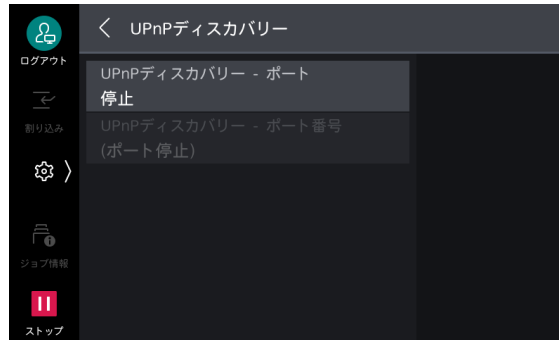 UPnPディスカバリー
ログアウト
UPnPディスカバリー - ポート
停止
割り込み
UPnPディスカバリー - ポート番号
(ポート停止)
ジョブ情報
ストップ